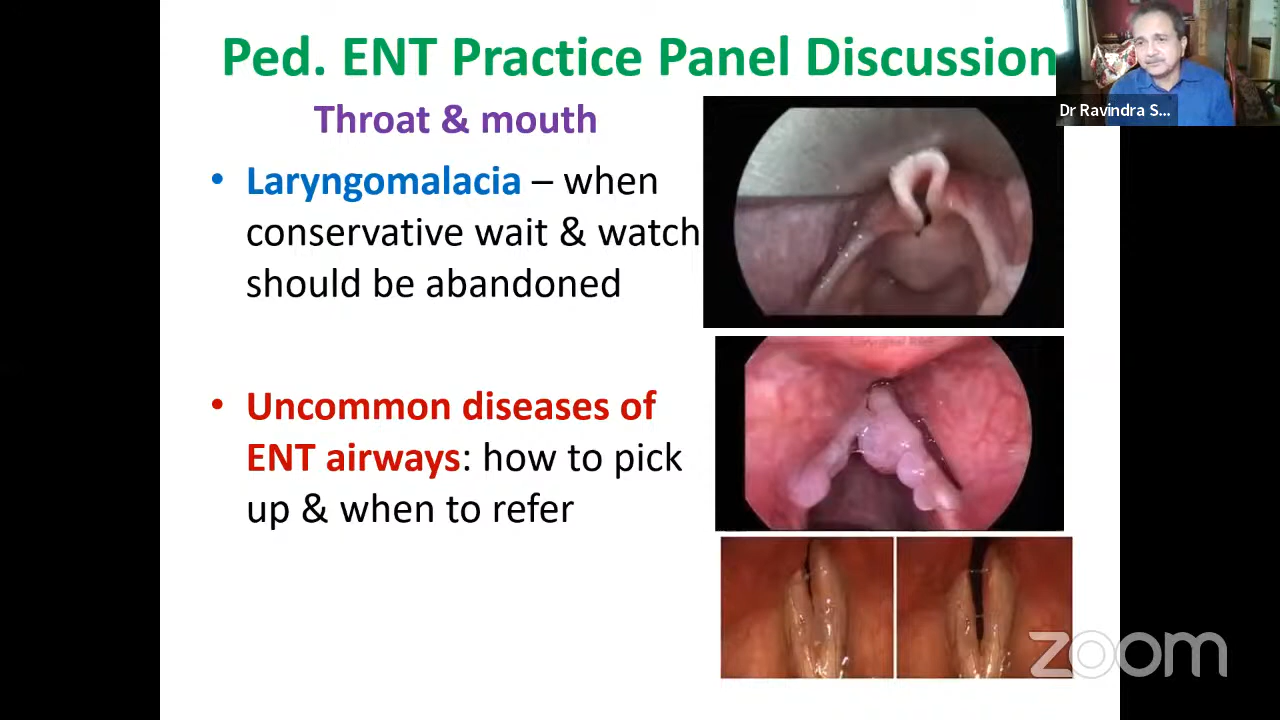 Ped. ENT Practice Panel Discussion
Dr Ravindra S...
Throat & mouth
• Laryngomalacia – when
conservative wait & watch
should be abandoned
• Uncommon diseases of
ENT airways: how to pick
up & when to refer
zoom